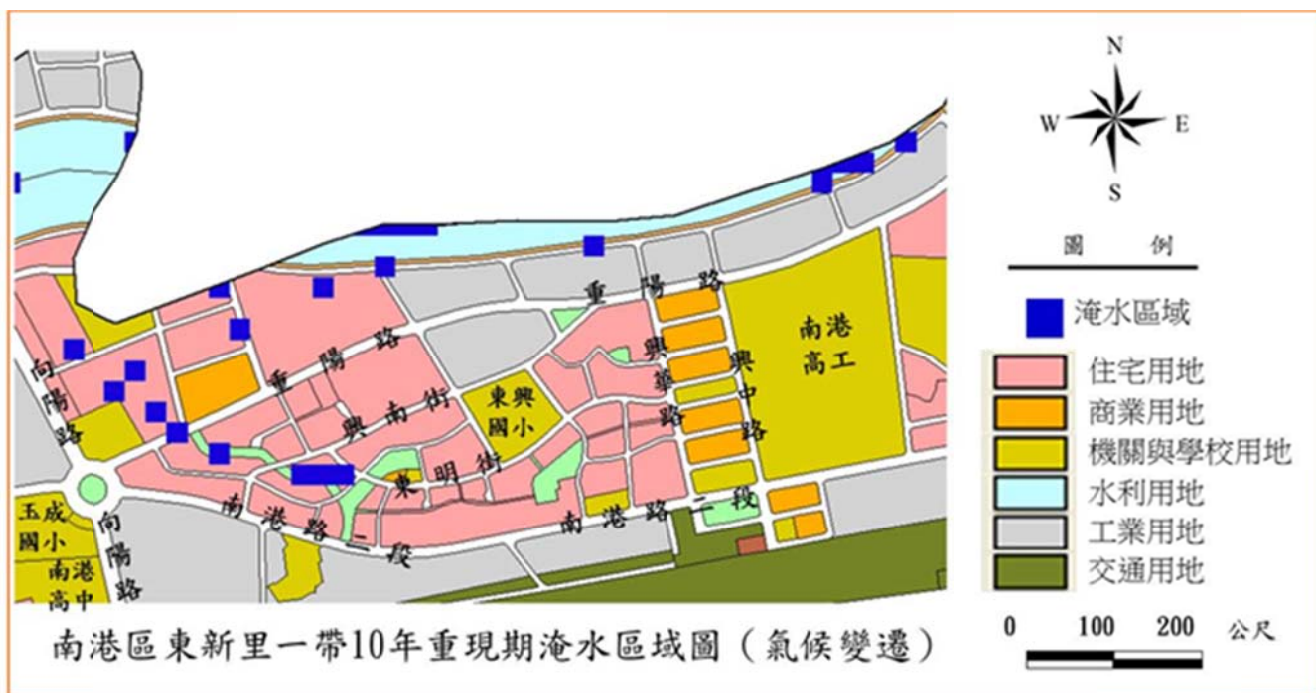 N
W
E
S
圖 例
淹水區域
住宅用地
商業用地
機關與學校用地
水利用地
工業用地
交通用地
0 100 200 公尺
重陽路
南港
高工
向陽路
重陽路
興華路
興中路
興南街
東興
國小
東明街
南港路二段
南港路二段
玉成
國小
向陽路
南港
高中
南港區東新里一帶10年重現期淹水區域圖（氣候變遷）